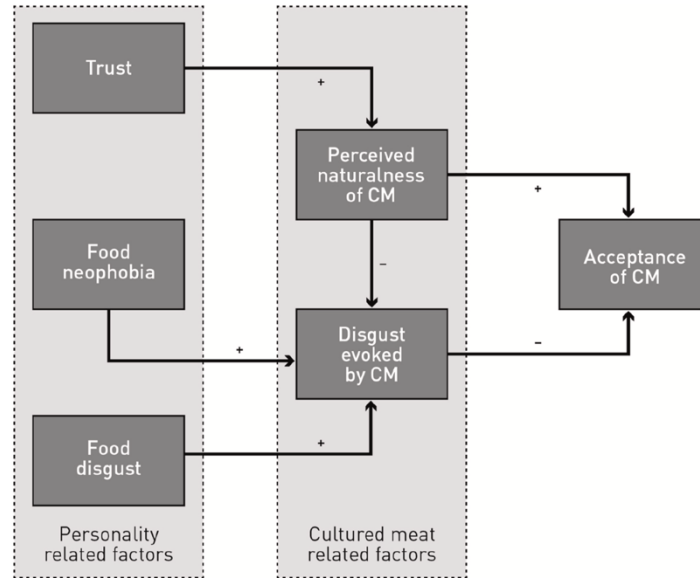 Trust
+
Perceived
naturalness
of CM
+
–
Food
neophobia
Acceptance
of CM
+
Disgust
evoked
by CM
–
Food
disgust
+
Personality
related factors
Cultured meat
related factors